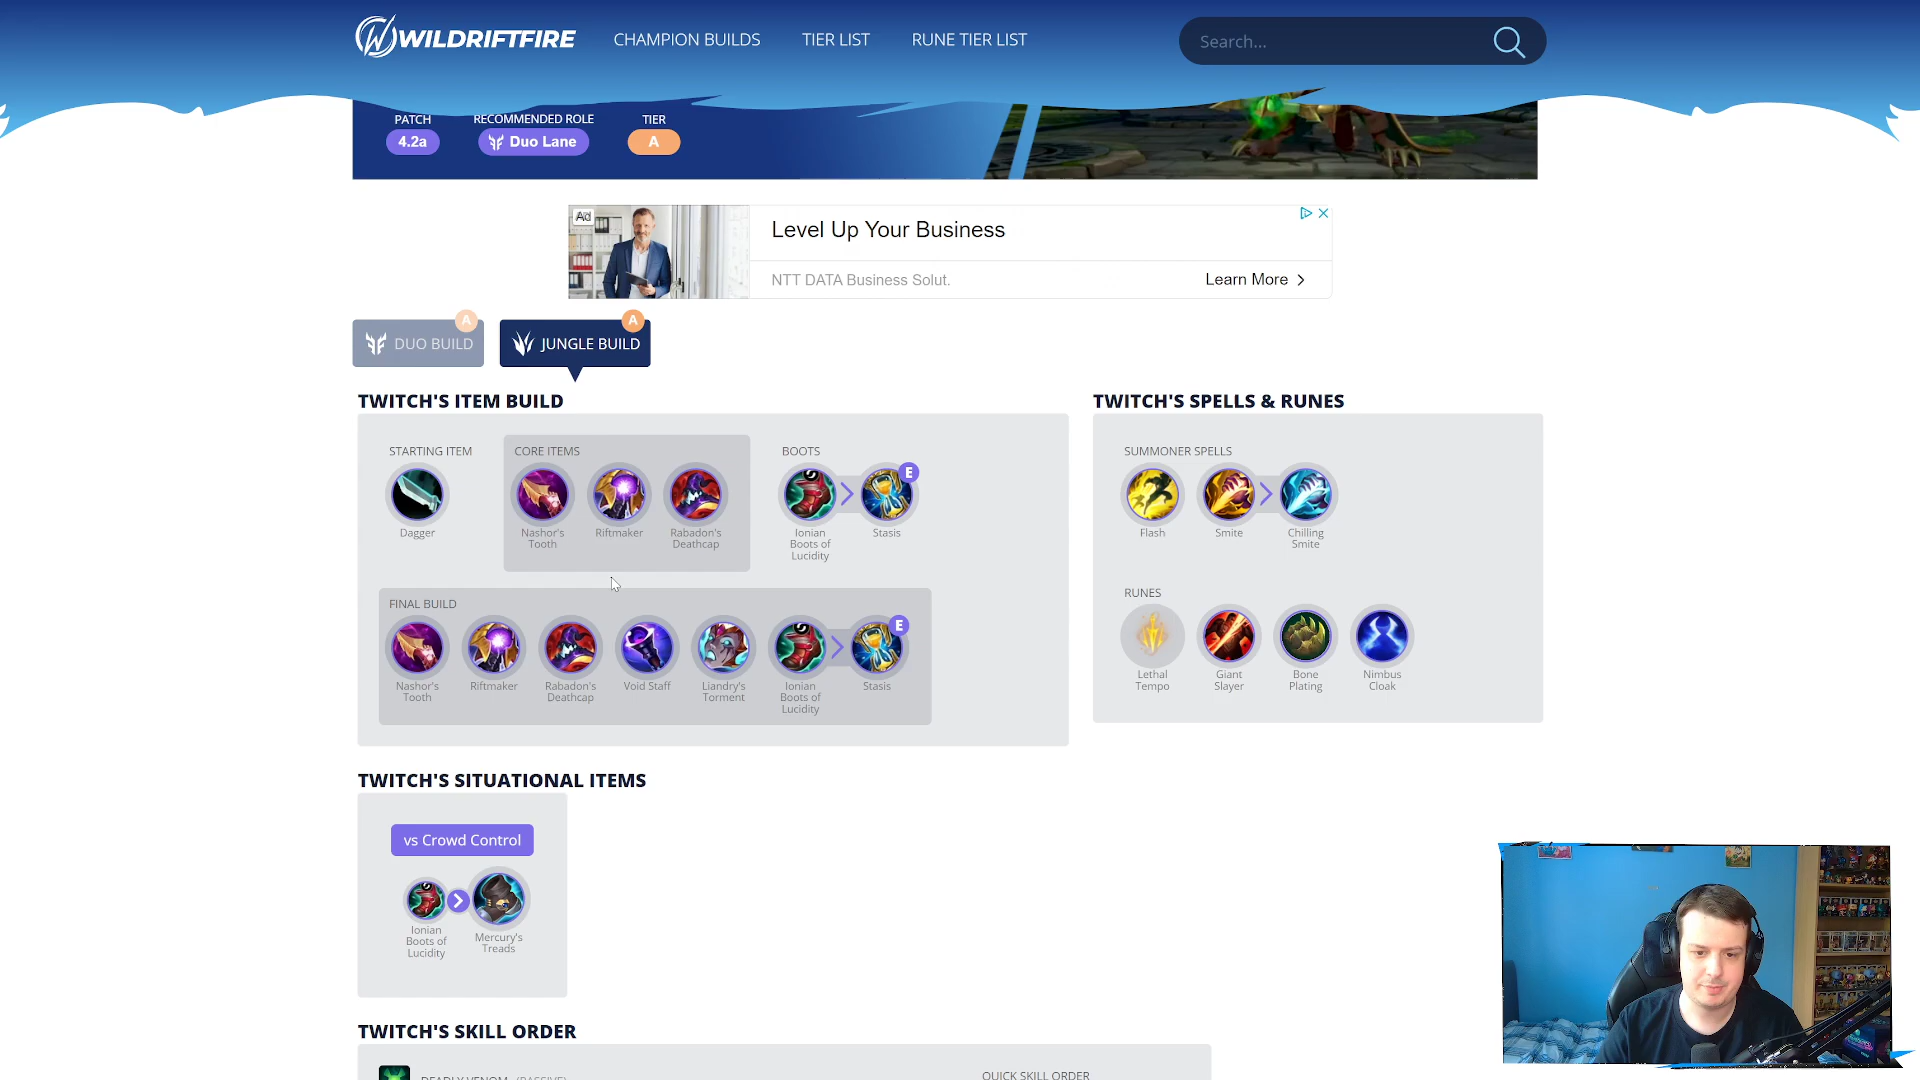 WILDRIFTFIRE
CHAMPION BUILDS
TIER LIST
RUNE TIER LIST
Search...
PATCH
4.2a
RECOMMENDED ROLE
Duo Lane
TIER
A
Ad
Level Up Your Business
NTT DATA Business Solut.
Learn More
A
DUO BUILD
A
JUNGLE BUILD
TWITCH'S ITEM BUILD
STARTING ITEM
Dagger
CORE ITEMS
Nashor's
Tooth
Riftmaker
Rabadon's
Deathcap
BOOTS
Ionian
Boots of
Lucidity
E
Stasis
FINAL BUILD
Nashor's
Tooth
Riftmaker
Rabadon's
Deathcap
Void Staff
Liandry's
Torment
Ionian
Boots of
Lucidity
E
Stasis
TWITCH'S SPELLS & RUNES
SUMMONER SPELLS
Flash
Smite
Chilling
Smite
RUNES
Lethal
Tempo
Giant
Slayer
Bone
Plating
Nimbus
Cloak
TWITCH'S SITUATIONAL ITEMS
vs Crowd Control
Ionian
Boots of
Lucidity
Mercury's
Treads
TWITCH'S SKILL ORDER
DEADLY VENOM (PASSIVE)
QUICK SKILL ORDER